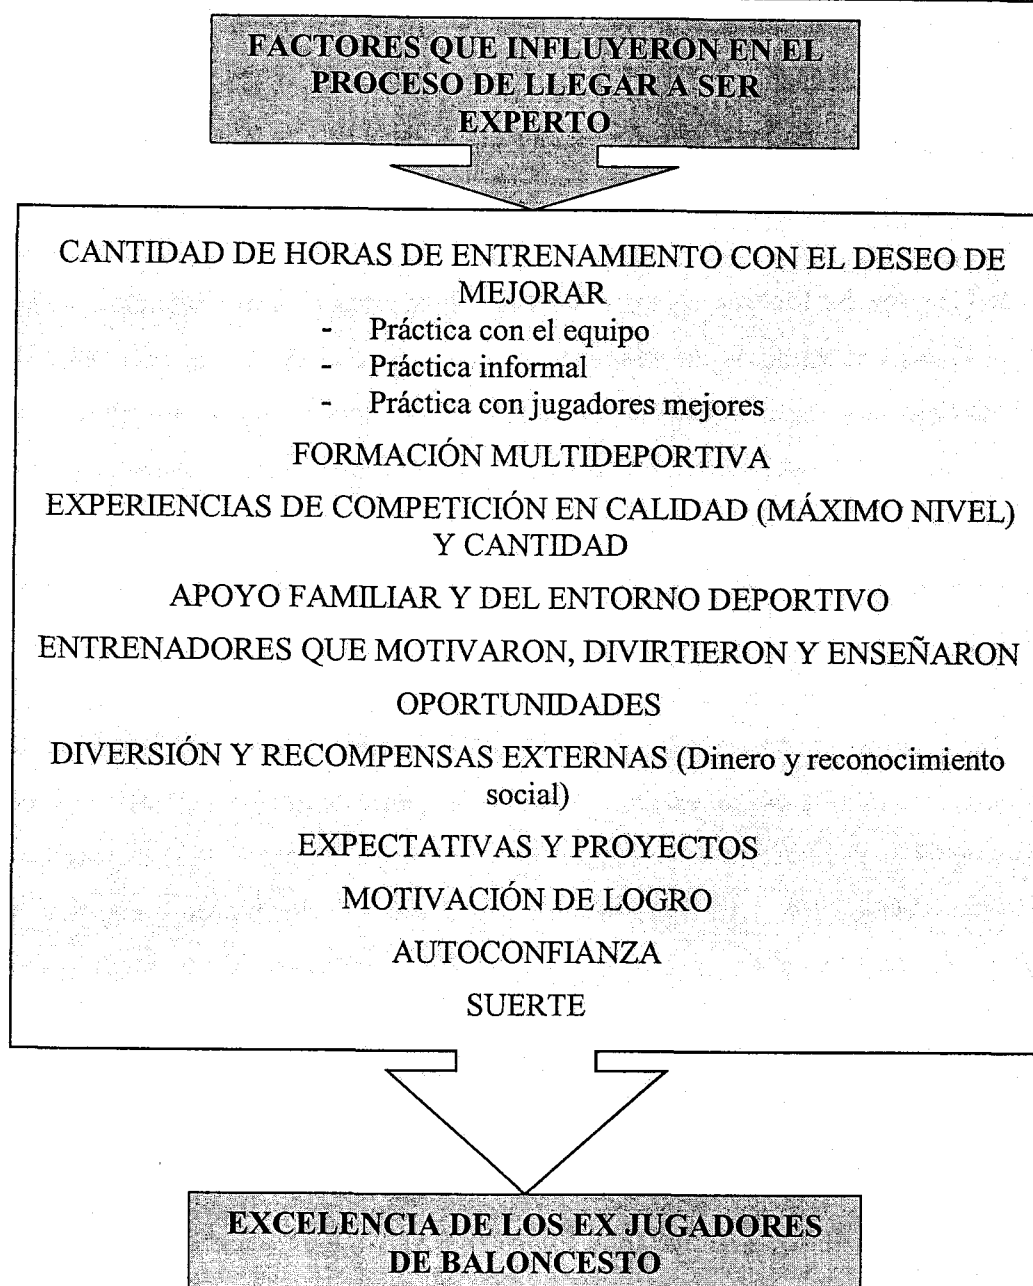 FACTORES QUE INFLUYERON EN EL
PROCESO DE LLEGAR A SER
EXPERTO
CANTIDAD DE HORAS DE ENTRENAMIENTO CON EL DESEO DE
MEJORAR
- Práctica con el equipo
- Práctica informal
- Práctica con jugadores mejores
FORMACIÓN MULTIDEPORTIVA
EXPERIENCIAS DE COMPETICIÓN EN CALIDAD (MÁXIMO NIVEL)
Y CANTIDAD
APOYO FAMILIAR Y DEL ENTORNO DEPORTIVO
ENTRENADORES QUE MOTIVARON, DIVIRTIERON Y ENSEÑARON
OPORTUNIDADES
DIVERSIÓN Y RECOMPENSAS EXTERNAS (Dinero y reconocimiento
social)
EXPECTATIVAS Y PROYECTOS
MOTIVACIÓN DE LOGRO
AUTOCONFIANZA
SUERTE
EXCELENCIA DE LOS EX JUGADORES
DE BALONCESTO